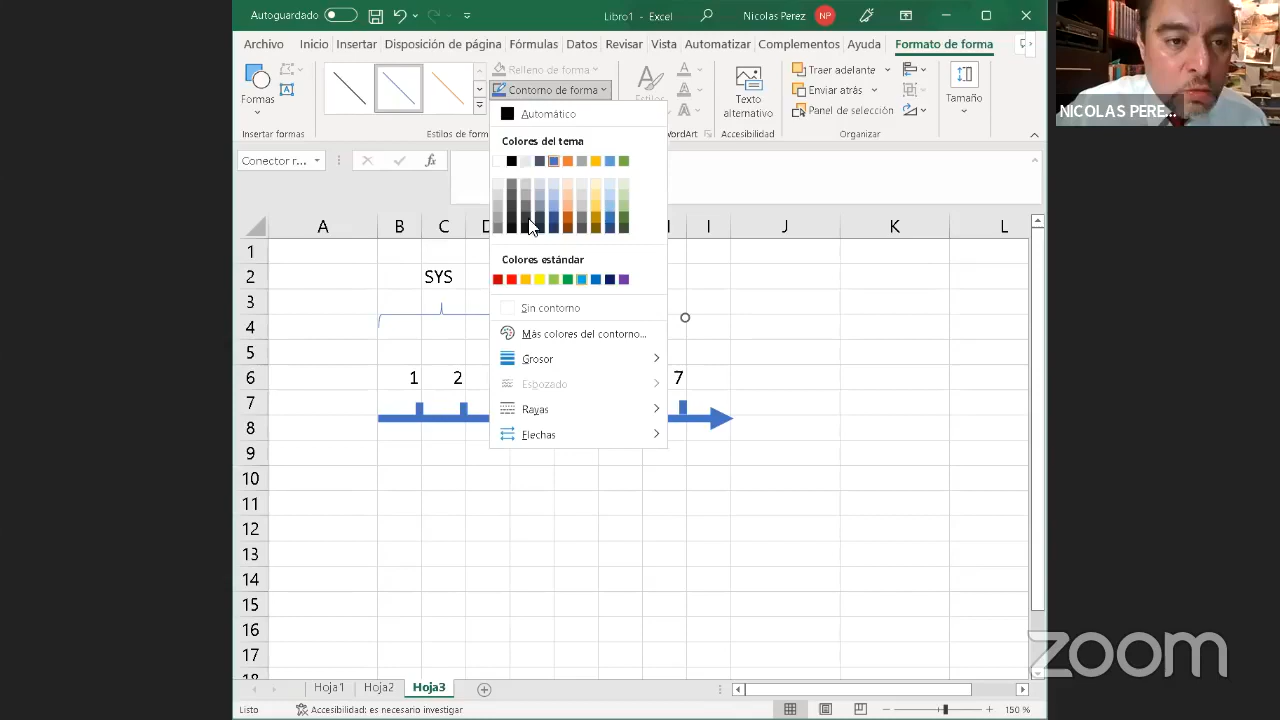 Autoguardado
Libro1 - Excel
Nicolas Perez NP
Archivo Inicio Insertar Disposición de página Fórmulas Datos Revisar Vista Automatizar Complementos Ayuda Formato de forma
Formas
Insertar formas
Estilos de form
Relleno de forma
Contorno de forma
Estilos
WordArt
Texto
alternativo
Accesibilidad
Traer adelante
Enviar atrás
Panel de selección
Organizar
Tamaño
Automático
Colores del tema
Colores estándar
Sin contorno
Más colores del contorno...
Grosor
Esbozado
Rayas
Flechas
Conector r...
fx
A B C D I J K L
1
2 SYS
3
4
5
6 1 2 7
7
8
9
10
11
12
13
14
15
16
17
18
Hoja1 Hoja2 Hoja3
Listo Accesibilidad: es necesario investigar 150 %
NICOLAS PERE...
zoom